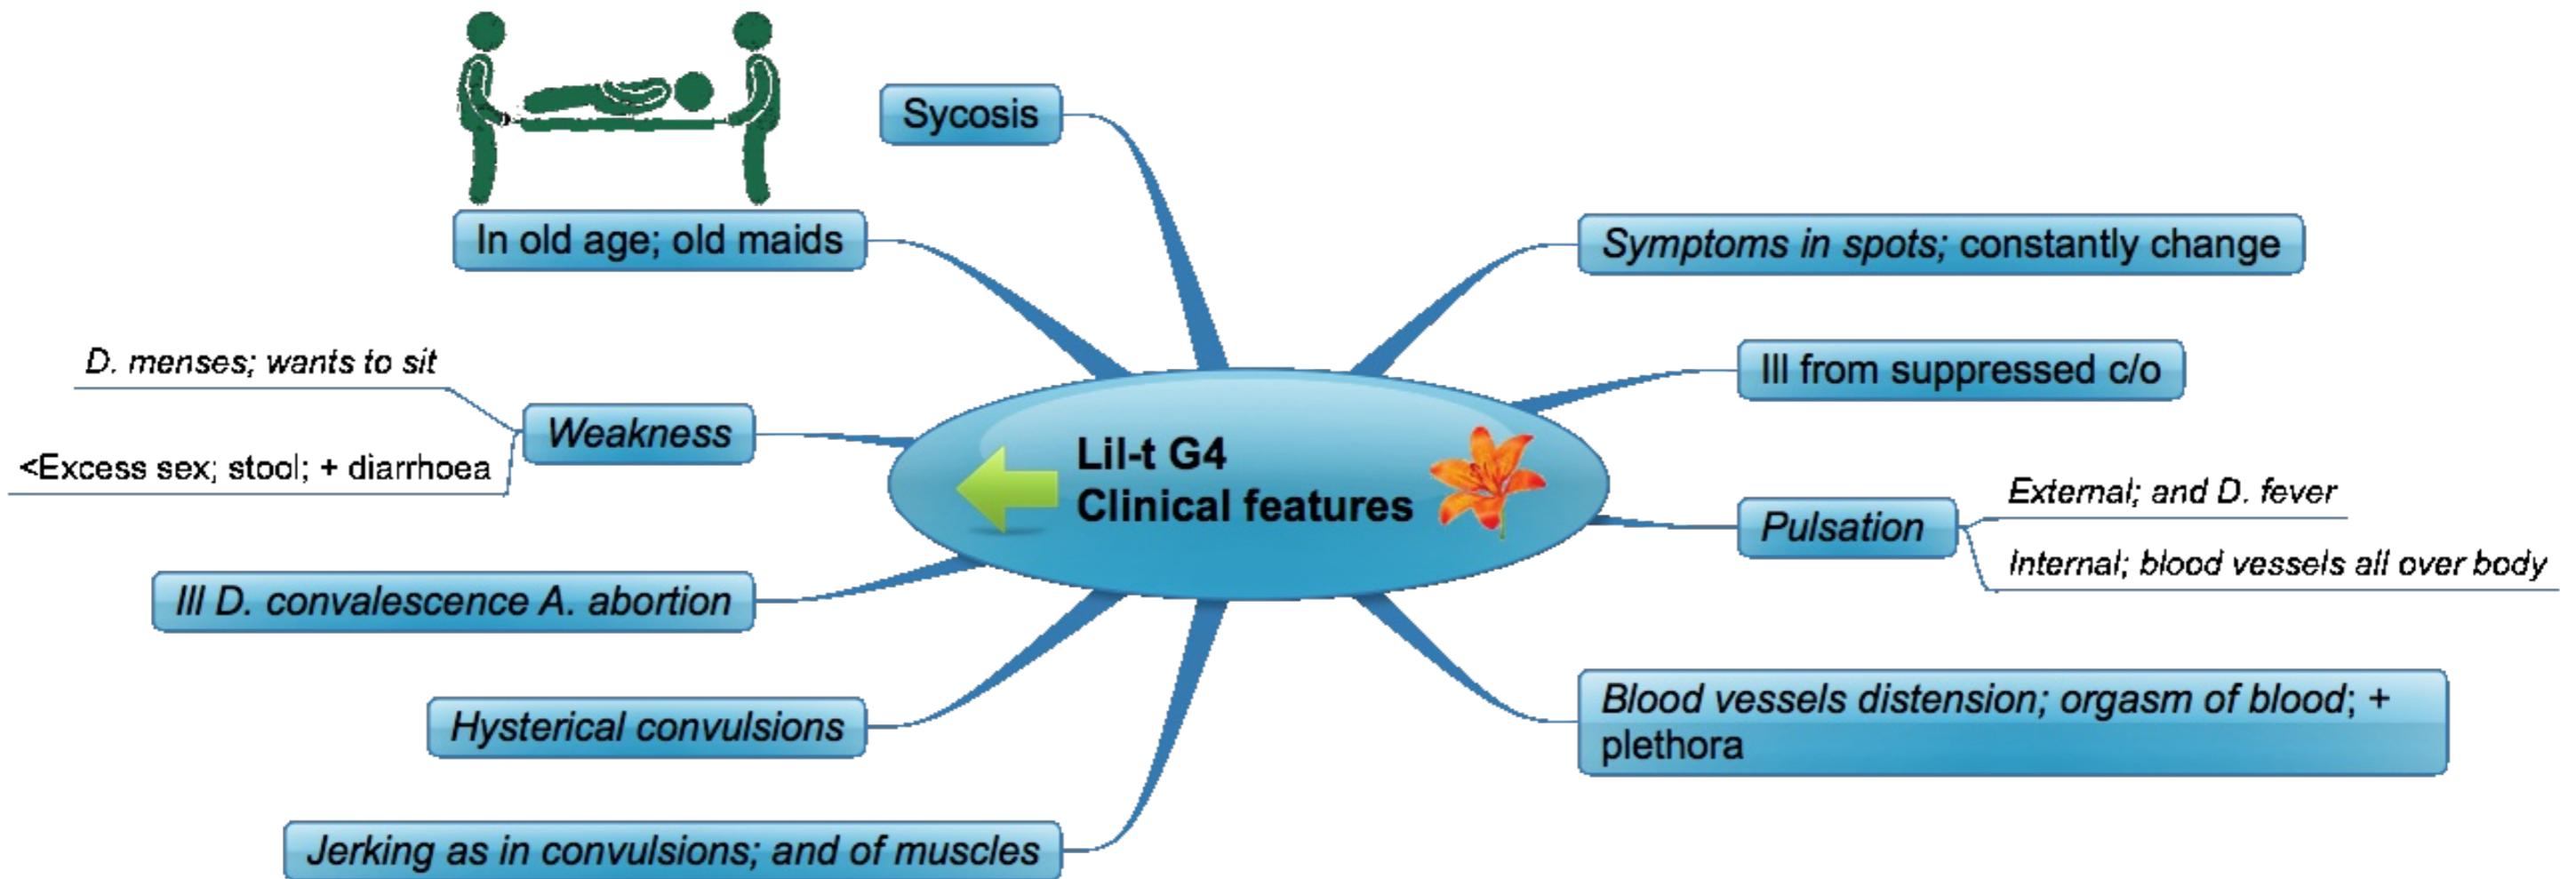 Sycosis
In old age; old maids
Symptoms in spots; constantly change
D. menses; wants to sit
Ill from suppressed c/o
Weakness
<Excess sex; stool; + diarrhoea
Lil-t G4
Clinical features
External; and D. fever
Pulsation
Internal; blood vessels all over body
Ill D. convalescence A. abortion
Hysterical convulsions
Blood vessels distension; orgasm of blood; +
plethora
Jerking as in convulsions; and of muscles